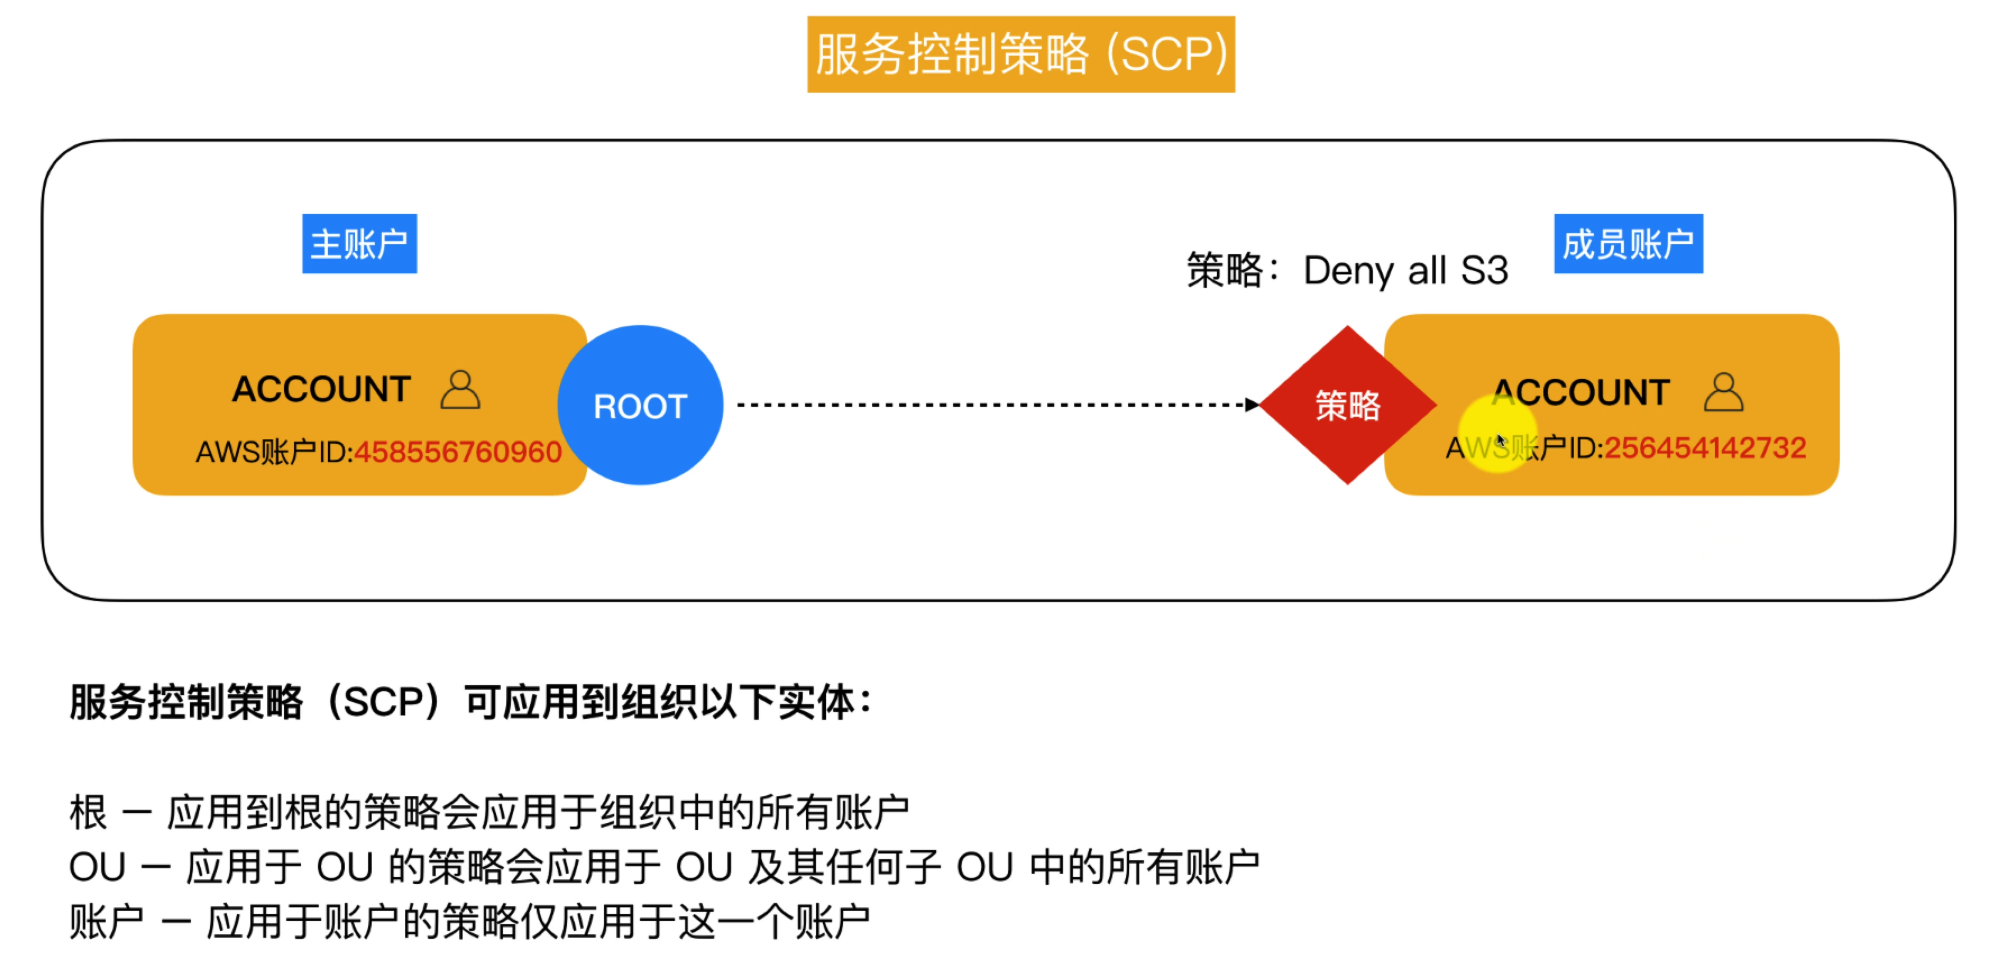 服务控制策略 (SCP)
主账户
成员账户
策略：Deny all S3
ACCOUNT
AWS账户ID:458556760960
ROOT
策略
ACCOUNT
AWS账户ID:256454142732
服务控制策略（SCP）可应用到组织以下实体：
根 — 应用到根的策略会应用于组织中的所有账户
OU — 应用于 OU 的策略会应用于 OU 及其任何子 OU 中的所有账户
账户 — 应用于账户的策略仅应用于这一个账户